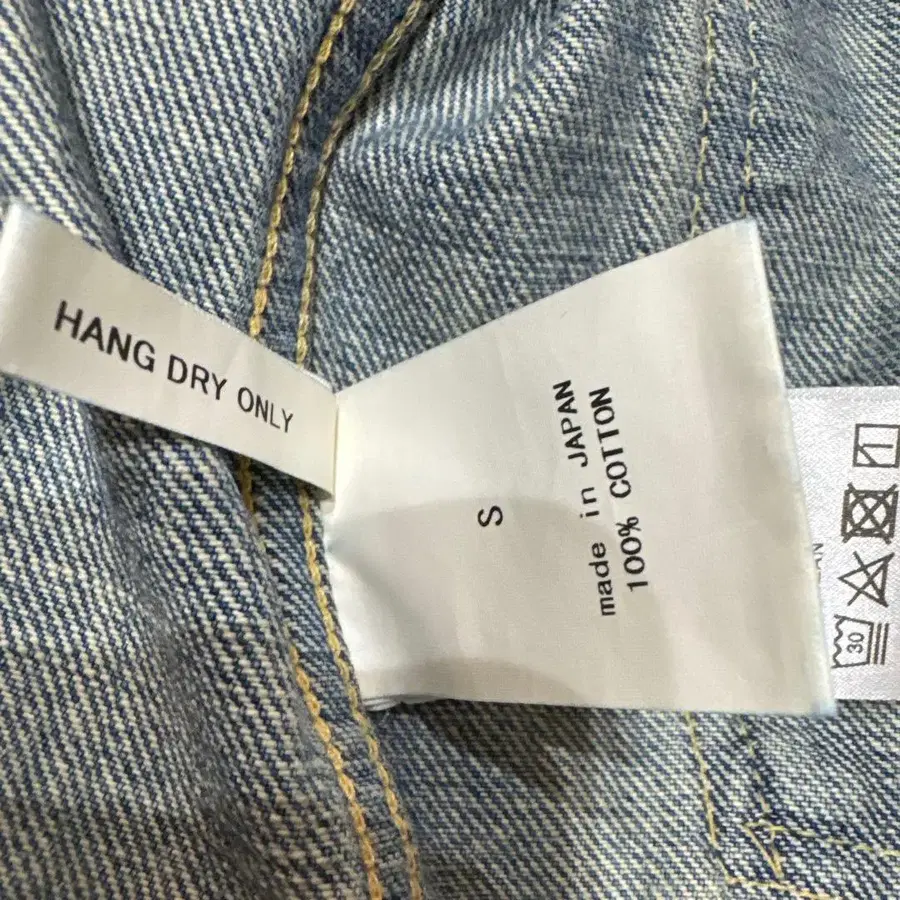 HANG DRY ONLY
S
made in JAPAN
100% COTTON
30